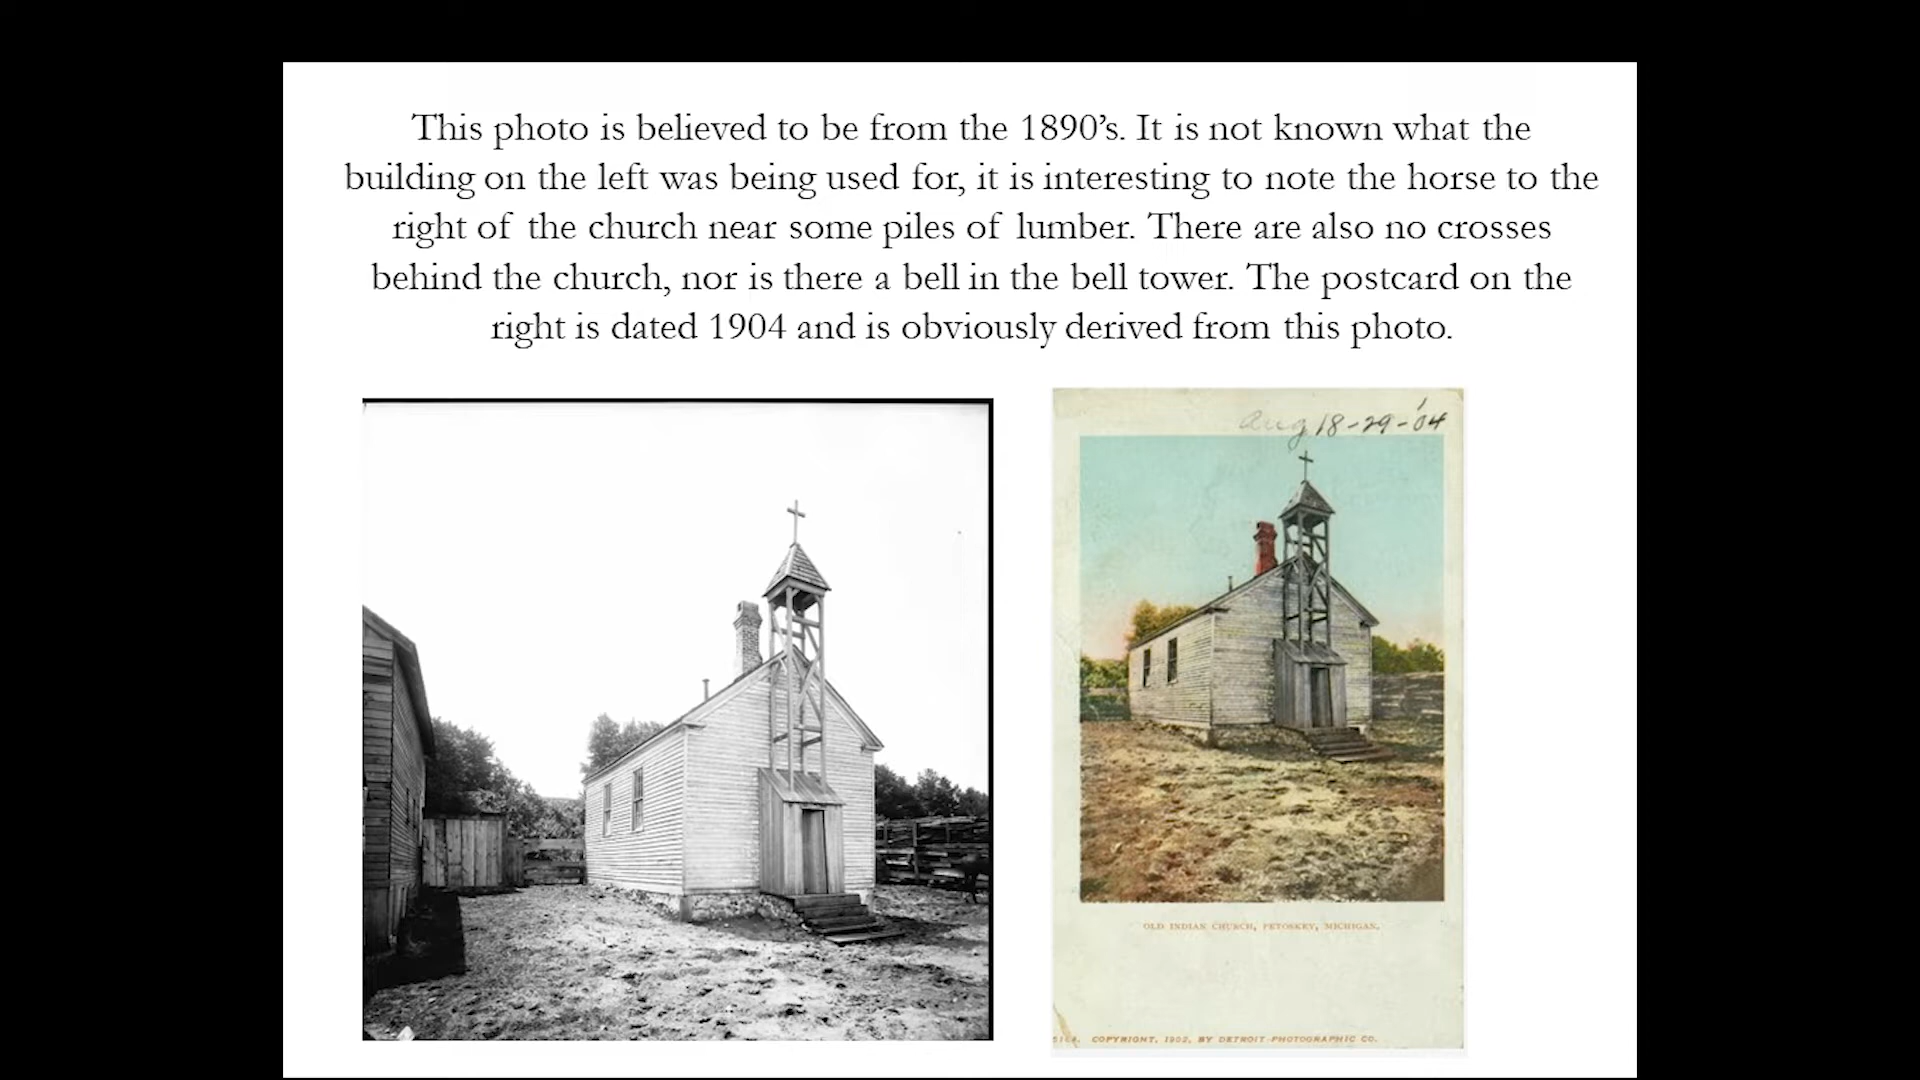 This photo is believed to be from the 1890’s. It is not known what the
building on the left was being used for, it is interesting to note the horse to the
right of the church near some piles of lumber. There are also no crosses
behind the church, nor is there a bell in the bell tower. The postcard on the
right is dated 1904 and is obviously derived from this photo.
Aug 18-29-'04
OLD INDIAN CHURCH, PETOSKEY, MICHIGAN.
COPYRIGHT, 1902, BY DETROIT PHOTOGRAPHIC CO.